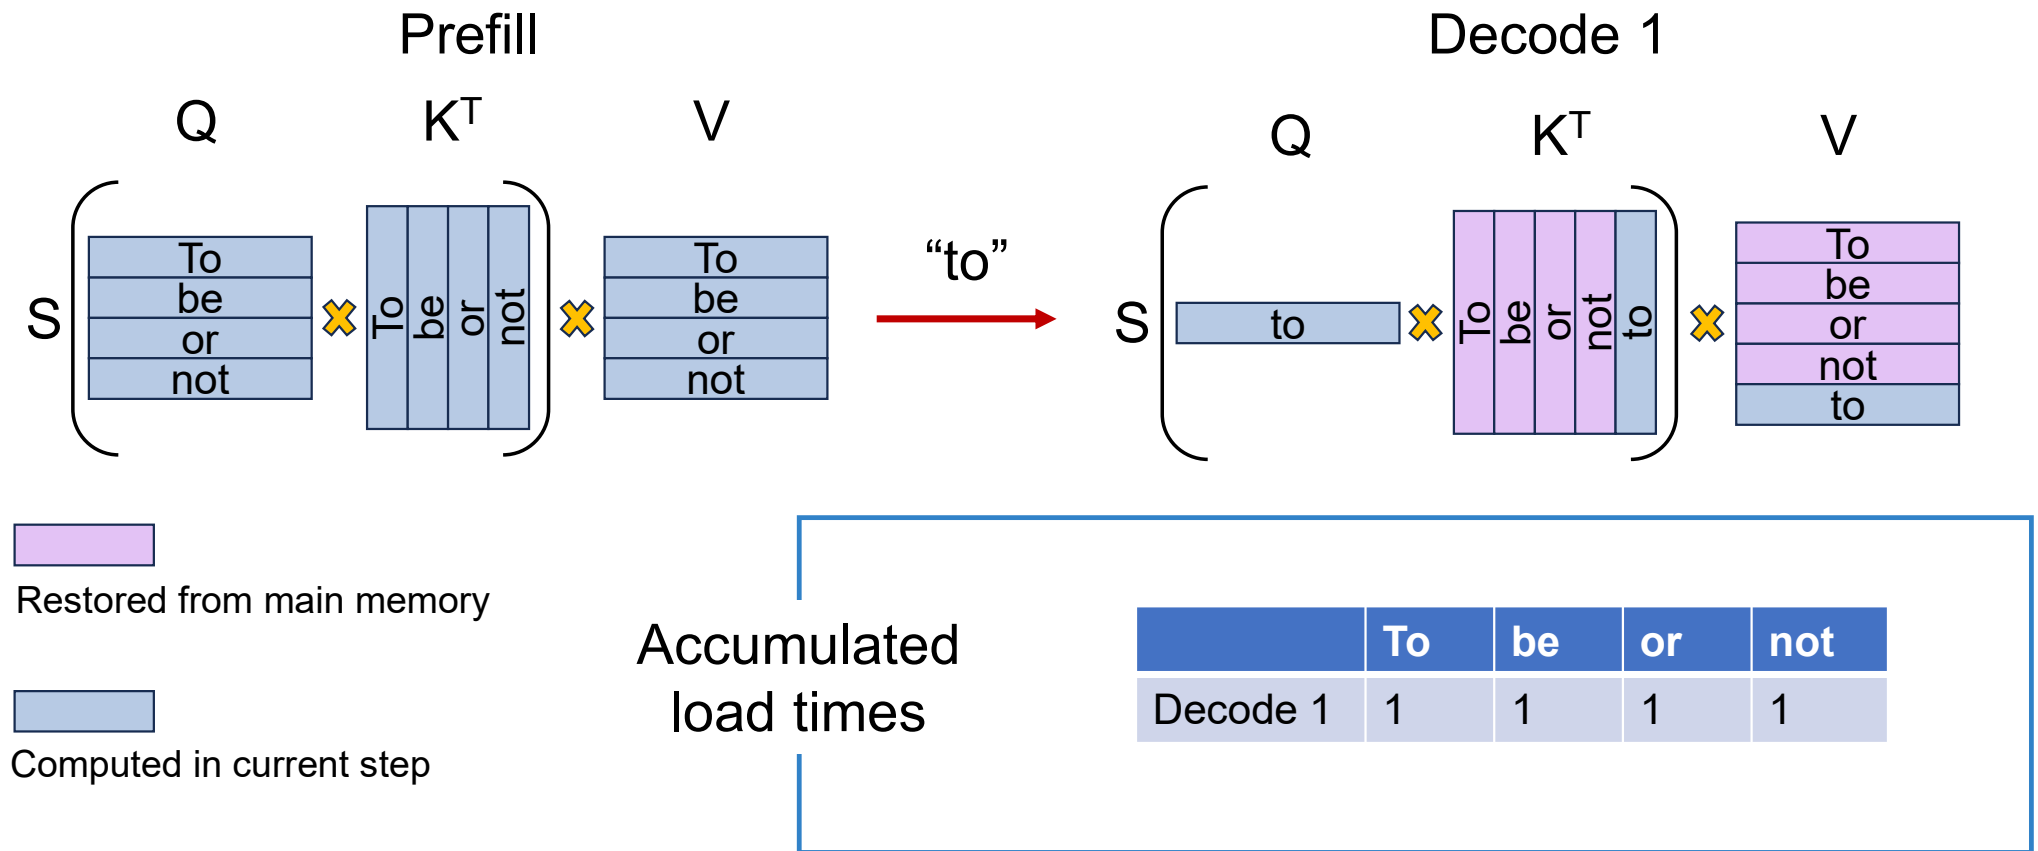 Prefill
Decode 1
Q
Kᵀ
V
Q
Kᵀ
V
S
To
be
or
not
To
be
or
not
To
be
or
not
“to”
S
to
To
be
or
not
to
To
be
or
not
to
Restored from main memory
Computed in current step
Accumulated
load times
To be or not
Decode 1 1 1 1 1